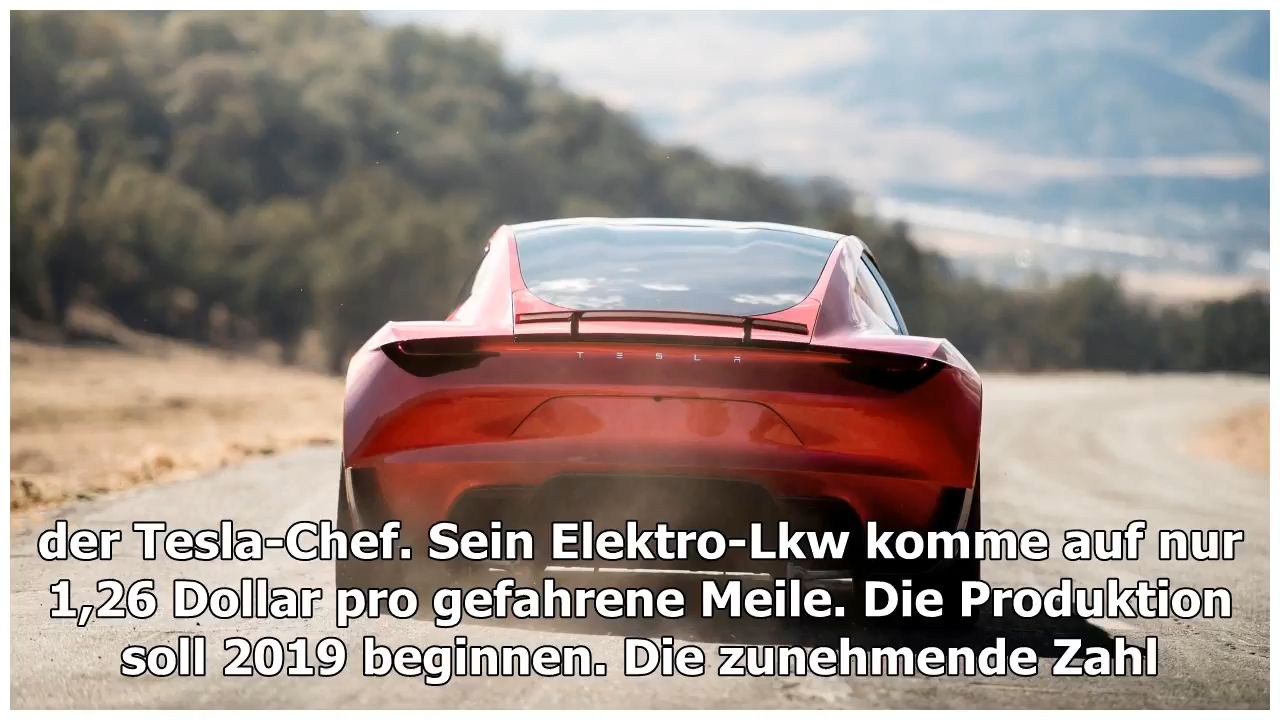 TESLA
der Tesla-Chef. Sein Elektro-Lkw komme auf nur
1,26 Dollar pro gefahrene Meile. Die Produktion
soll 2019 beginnen. Die zunehmende Zahl